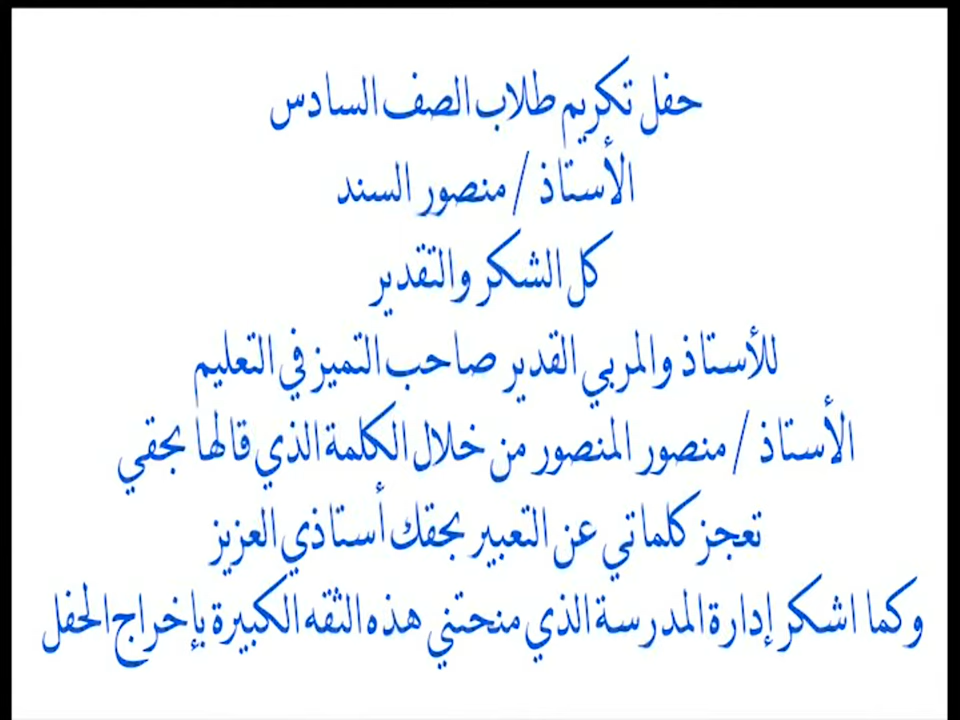 حفل تكريم طلاب الصف السادس
الأستاذ / منصور السند
كل الشكر والتقدير
للأستاذ والمربي القدير صاحب التميز في التعليم
الأستاذ / منصور المنصور من خلال الكلمة الذي قالها بحقي
تعجز كلماتي عن التعبير بحقك أستاذي العزيز
وكما اشكر إدارة المدرسة الذي منحتني هذه الثقه الكبيرة بإخراج الحفل